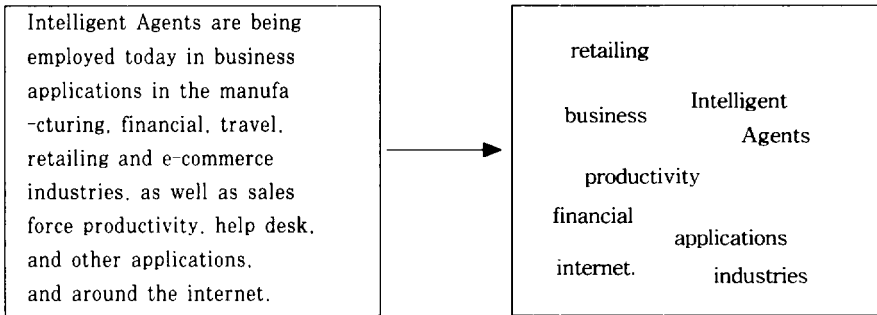 Intelligent Agents are being
employed today in business
applications in the manufa
-cturing, financial, travel,
retailing and e-commerce
industries, as well as sales
force productivity, help desk,
and other applications,
and around the internet.
retailing
business
Intelligent
Agents
productivity
financial
applications
internet.
industries